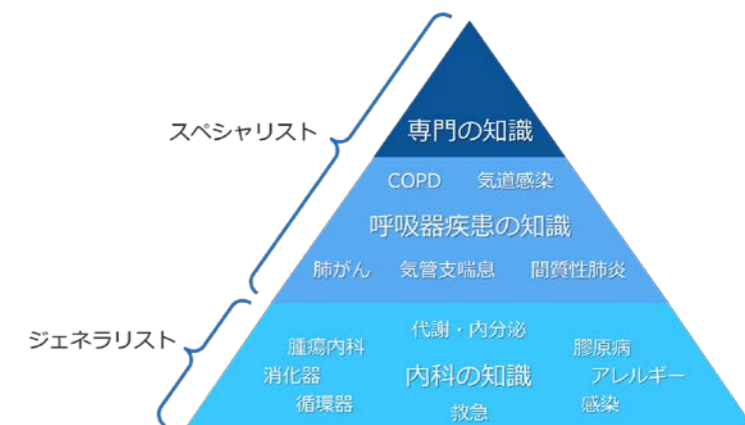 スペシャリスト
専門の知識
COPD 気道感染
呼吸器疾患の知識
肺がん 気管支喘息 間質性肺炎
ジェネラリスト
代謝・内分泌
腫瘍内科 膠原病
消化器 内科の知識 アレルギー
循環器 救急 感染